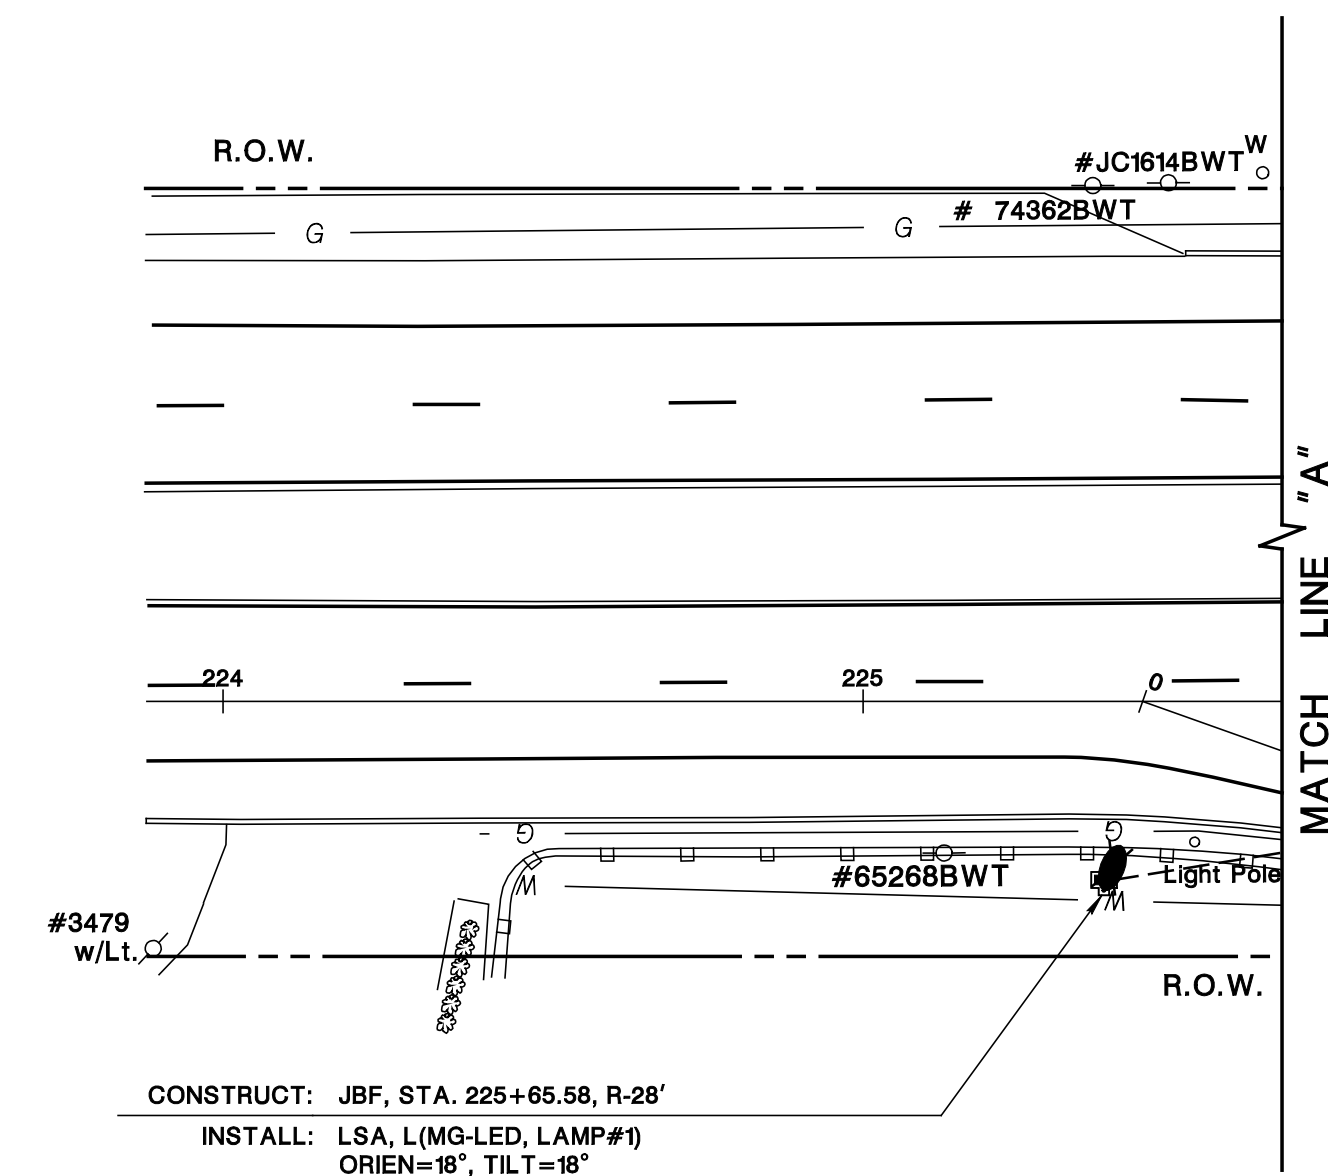 R.O.W.
W
#JC1614BWT
# 74362BWT
G
G
MATCH LINE "A"
224
225
0
G
G
#65268BWT
Light Pole
W
W
#3479
w/Lt.
R.O.W.
CONSTRUCT: JBF, STA. 225+65.58, R-28'
INSTALL: LSA, L(MG-LED, LAMP#1)
ORIEN=18°, TILT=18°